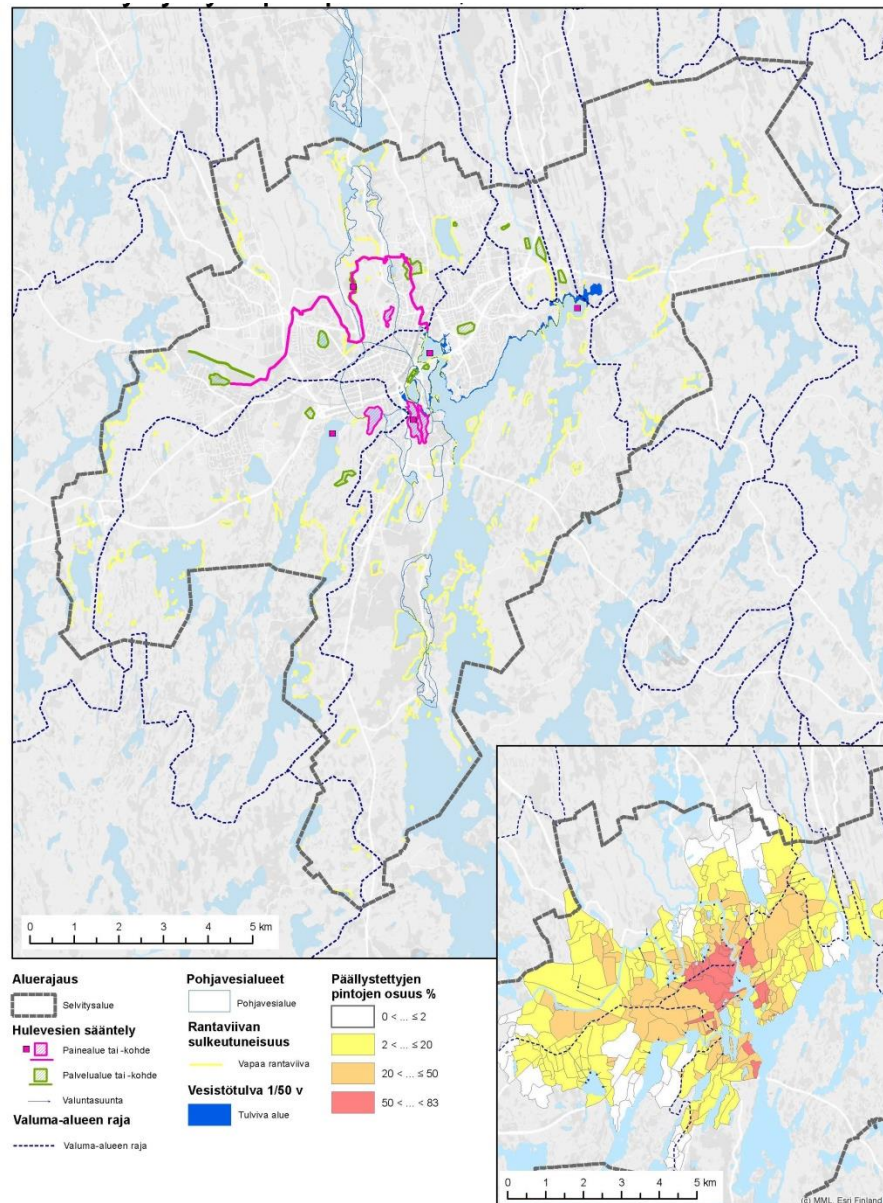 0 1 2 3 4 5 km
Aluerajaus
Selvitysalue
Hulevesien sääntely
Painealue tai -kohde
Palvelualue tai -kohde
Valuntasuunta
Valuma-alueen raja
Valuma-alueen raja
Pohjavesialueet
Pohjavesialue
Rantaviivan
sulkeutuneisuus
Vapaa rantaviiva
Vesistötulva 1/50 v
Tulviva alue
Päällystettyjen
pintojen osuus %
0 < ... ≤ 2
2 < ... ≤ 20
20 < ... ≤ 50
50 < ... < 83
0 1 2 3 4 5 km
(c) MML, Esri Finland